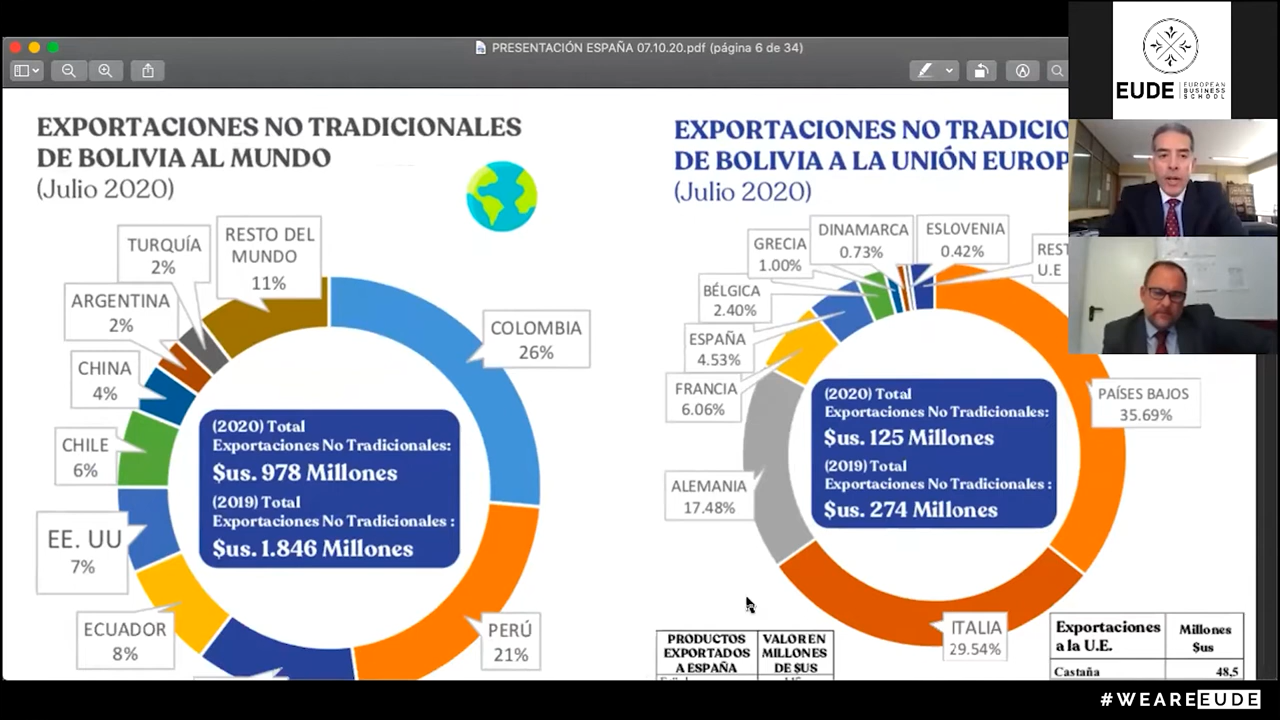 PRESENTACIÓN ESPAÑA 07.10.20.pdf (página 6 de 34)
EXPORTACIONES NO TRADICIONALES
DE BOLIVIA AL MUNDO
(Julio 2020)
RESTO DEL
MUNDO
11%
TURQUÍA
2%
ARGENTINA
2%
CHINA
4%
CHILE
6%
EE. UU
7%
ECUADOR
8%
COLOMBIA
26%
PERÚ
21%
(2020) Total
Exportaciones No Tradicionales:
$us. 978 Millones
(2019) Total
Exportaciones No Tradicionales :
$us. 1.846 Millones
EXPORTACIONES NO TRADICIO
DE BOLIVIA A LA UNIÓN EUROP
(Julio 2020)
DINAMARCA
0.73%
ESLOVENIA
0.42%
REST
U.E
GRECIA
1.00%
BÉLGICA
2.40%
ESPAÑA
4.53%
FRANCIA
6.06%
ALEMANIA
17.48%
PAÍSES BAJOS
35.69%
ITALIA
29.54%
(2020) Total
Exportaciones No Tradicionales:
$us. 125 Millones
(2019) Total
Exportaciones No Tradicionales :
$us. 274 Millones
PRODUCTOS
EXPORTADOS
A ESPAÑA
VALOR EN
MILLONES
DE $US
Exportaciones
a la U.E.
Millones
$us
Castaña
48,5
EUDE
EUROPEAN
BUSINESS
SCHOOL
#WEAREEUDE